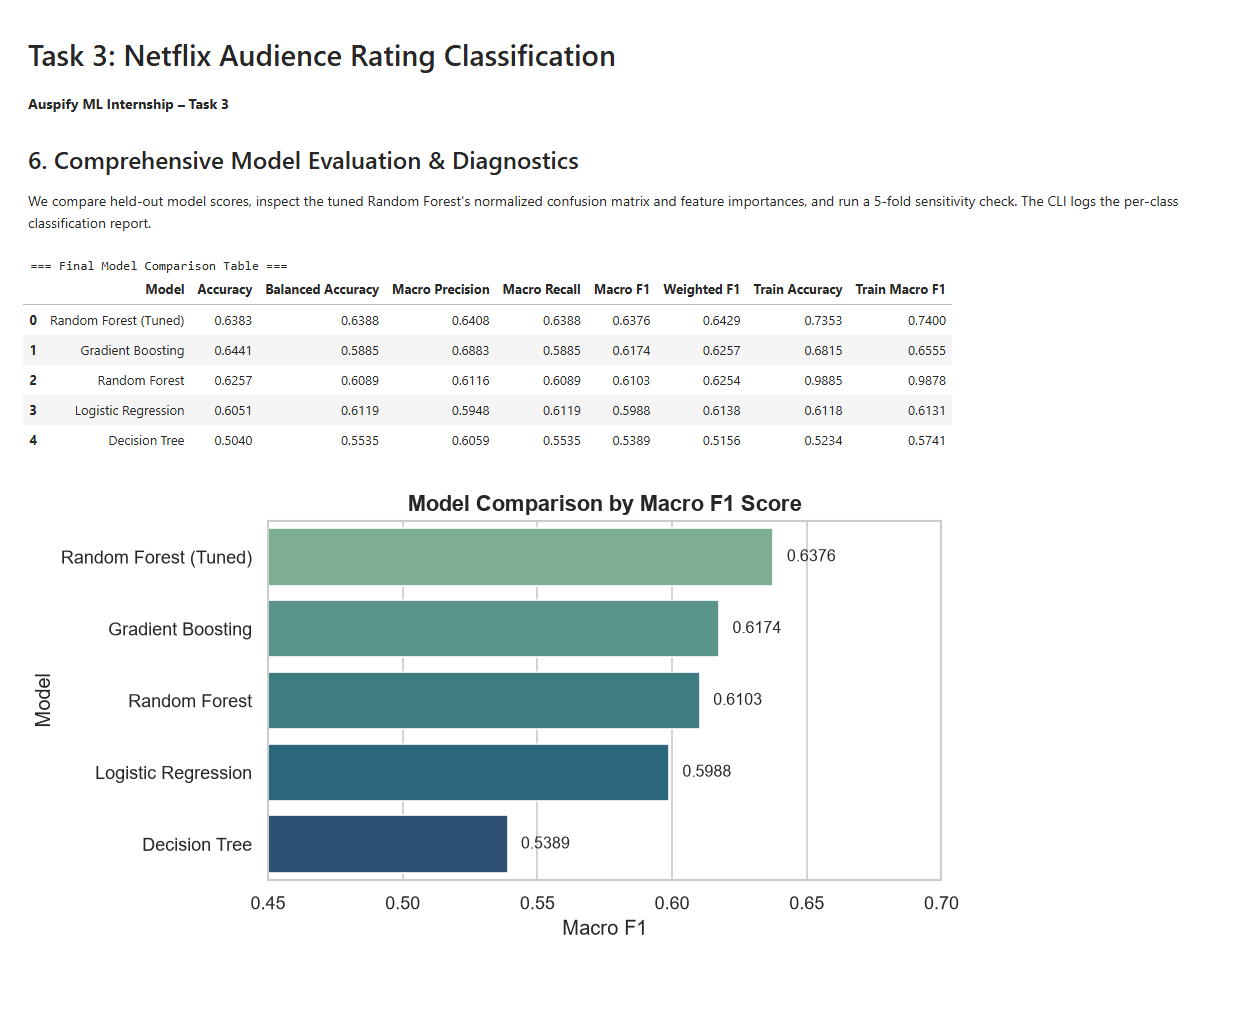 Task 3: Netflix Audience Rating Classification
Auspify ML Internship – Task 3
6. Comprehensive Model Evaluation & Diagnostics
We compare held-out model scores, inspect the tuned Random Forest's normalized confusion matrix and feature importances, and run a 5-fold sensitivity check. The CLI logs the per-class
classification report.
=== Final Model Comparison Table ===
Model Accuracy Balanced Accuracy Macro Precision Macro Recall Macro F1 Weighted F1 Train Accuracy Train Macro F1
0 Random Forest (Tuned) 0.6383 0.6388 0.6408 0.6388 0.6376 0.6429 0.7353 0.7400
1 Gradient Boosting 0.6441 0.5885 0.6883 0.5885 0.6174 0.6257 0.6815 0.6555
2 Random Forest 0.6257 0.6089 0.6116 0.6089 0.6103 0.6254 0.9885 0.9878
3 Logistic Regression 0.6051 0.6119 0.5948 0.6119 0.5988 0.6138 0.6118 0.6131
4 Decision Tree 0.5040 0.5535 0.6059 0.5535 0.5389 0.5156 0.5234 0.5741
Model Comparison by Macro F1 Score
Random Forest (Tuned) 0.6376
Gradient Boosting 0.6174
Random Forest 0.6103
Logistic Regression 0.5988
Decision Tree 0.5389
Model
0.45 0.50 0.55 0.60 0.65 0.70
Macro F1